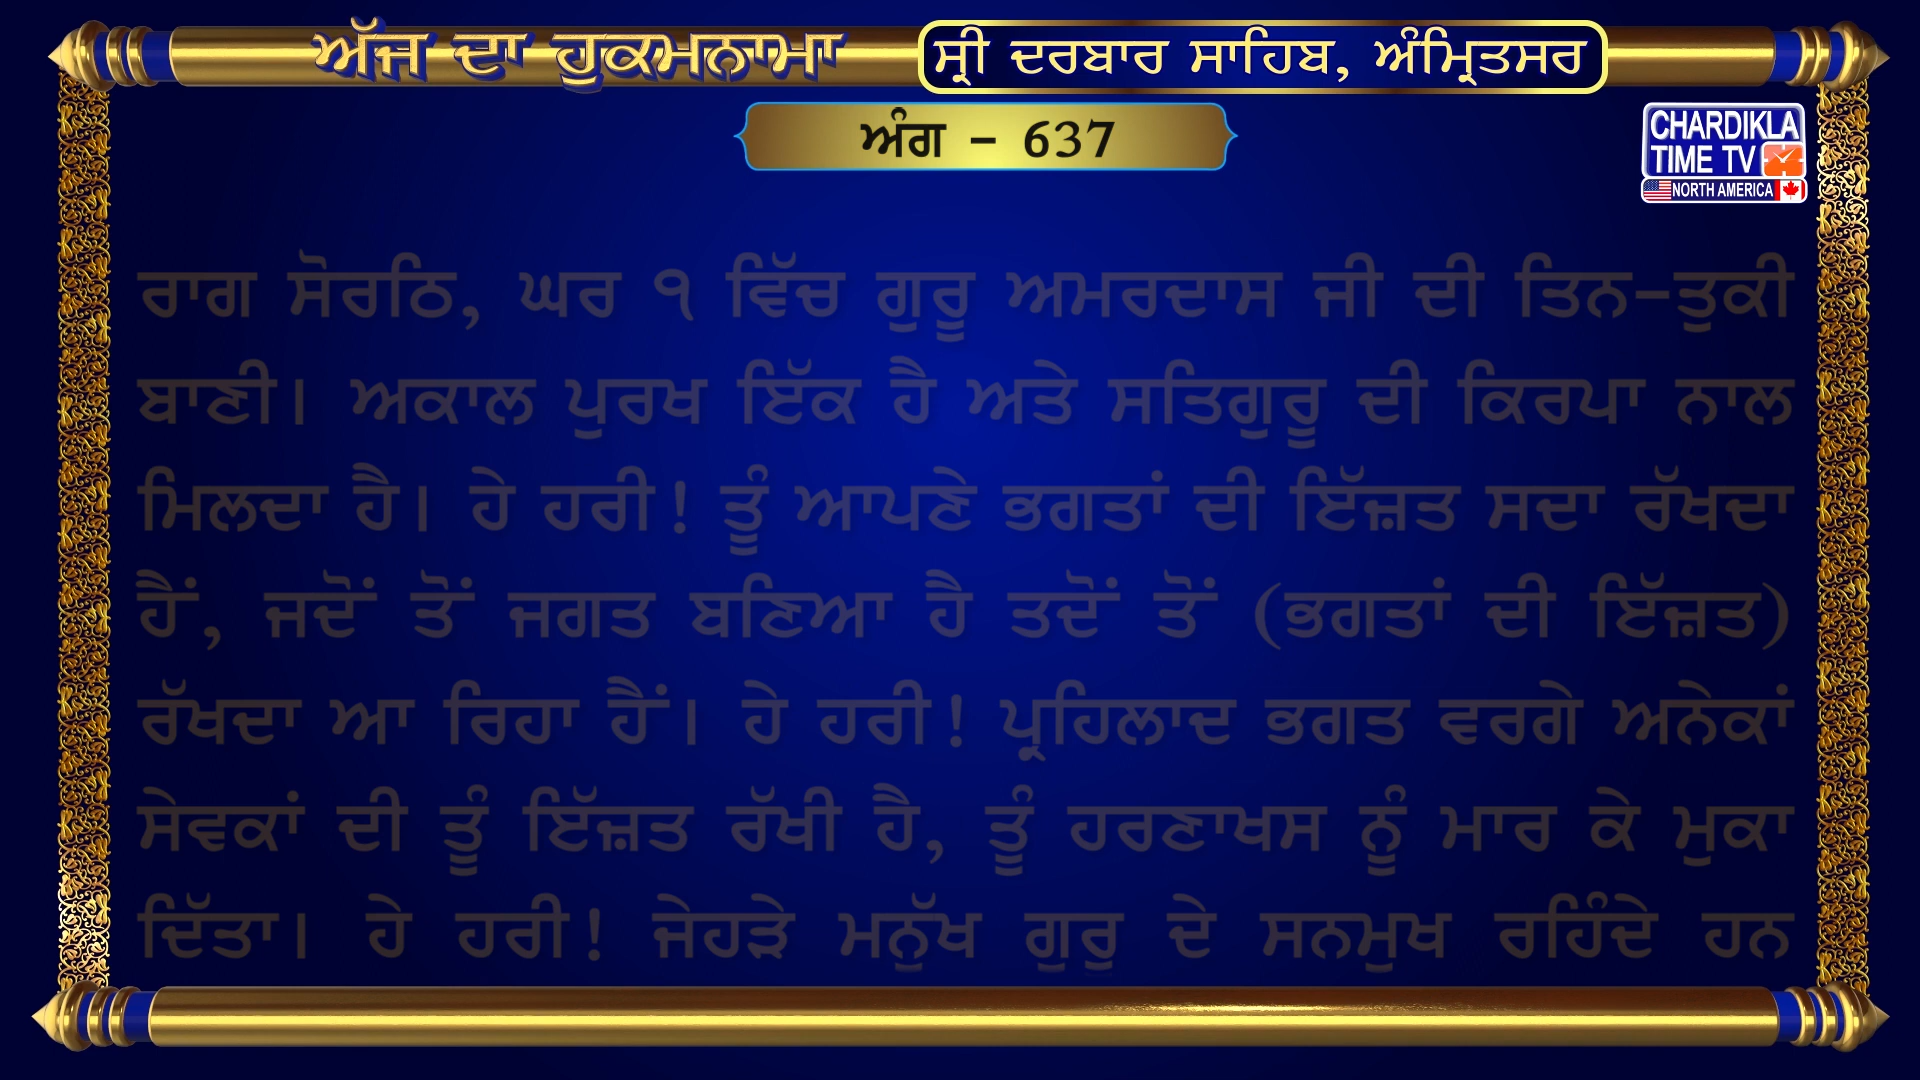 ਅੱਜ ਦਾ ਹੁਕਮਨਾਮਾ ਸ੍ਰੀ ਦਰਬਾਰ ਸਾਹਿਬ, ਅੰਮ੍ਰਿਤਸਰ
ਅੰਗ - 637
CHARDIKLA
TIME TV
NORTH AMERICA
ਰਾਗ ਸੋਰਠਿ, ਘਰ ੧ ਵਿੱਚ ਗੁਰੂ ਅਮਰਦਾਸ ਜੀ ਦੀ ਤਿਨ-ਤੁਕੀ
ਬਾਣੀ। ਅਕਾਲ ਪੁਰਖ ਇੱਕ ਹੈ ਅਤੇ ਸਤਿਗੁਰੂ ਦੀ ਕਿਰਪਾ ਨਾਲ
ਮਿਲਦਾ ਹੈ। ਹੇ ਹਰੀ! ਤੂੰ ਆਪਣੇ ਭਗਤਾਂ ਦੀ ਇੱਜ਼ਤ ਸਦਾ ਰੱਖਦਾ
ਹੈਂ, ਜਦੋਂ ਤੋਂ ਜਗਤ ਬਣਿਆ ਹੈ ਤਦੋਂ ਤੋਂ (ਭਗਤਾਂ ਦੀ ਇੱਜ਼ਤ)
ਰੱਖਦਾ ਆ ਰਿਹਾ ਹੈਂ। ਹੇ ਹਰੀ! ਪ੍ਰਹਿਲਾਦ ਭਗਤ ਵਰਗੇ ਅਨੇਕਾਂ
ਸੇਵਕਾਂ ਦੀ ਤੂੰ ਇੱਜ਼ਤ ਰੱਖੀ ਹੈ, ਤੂੰ ਹਰਣਾਖਸ ਨੂੰ ਮਾਰ ਕੇ ਮੁਕਾ
ਦਿੱਤਾ। ਹੇ ਹਰੀ! ਜੇਹੜੇ ਮਨੁੱਖ ਗੁਰੂ ਦੇ ਸਨਮੁਖ ਰਹਿੰਦੇ ਹਨ